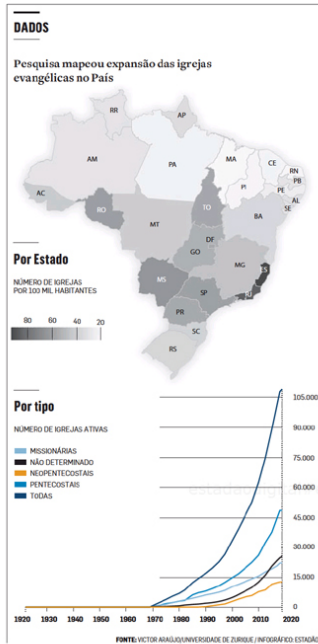 DADOS
Pesquisa mapeou expansão das igrejas
evangélicas no País
RR
AP
AM
PA
MA
CE
RN
PB
PE
AL
SE
PI
AC
RO
TO
BA
MT
DF
GO
MG
ES
MS
SP
RJ
PR
SC
RS
Por Estado
NÚMERO DE IGREJAS
POR 100 MIL HABITANTES
80 60 40 20
Por tipo
NÚMERO DE IGREJAS ATIVAS
MISSIONÁRIAS
NÃO DETERMINADO
NEOPENTECOSTAIS
PENTECOSTAIS
TODAS
105.000
90.000
75.000
60.000
45.000
30.000
15.000
0
1920 1930 1940 1950 1960 1970 1980 1990 2000 2010 2020
FONTE: VICTOR ARAÚJO/UNIVERSIDADE DE ZURIQUE / INFOGRÁFICO: ESTADÃO